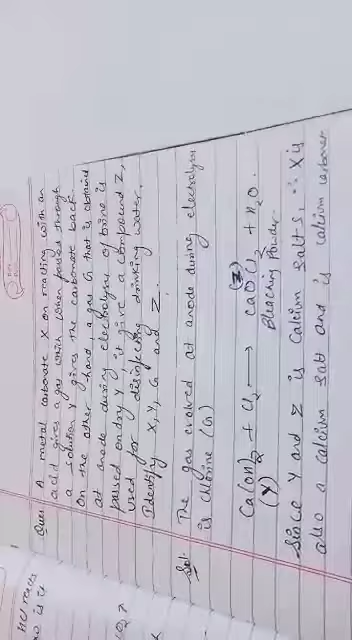 Ques: A metal carbonate X on reacting with an
acid gives a gas which when passed through
a solution Y gives the carbonate back.
On the other hand, a gas G that is obtained
at anode during electrolysis of brine is
passed on dry Y, it give a compound Z,
used for disinfecting drinking water.
Identify X, Y, G and Z.
Sol: The gas evolved at anode during electrolysis
is Chlorine (G)
Ca(OH)2 + Cl2 → CaOCl2 + H2O.
(Y) (Z)
Bleaching Powder
Since Y and Z is Calcium Salts, ∴ X is
also a calcium salt and is calcium carbonate